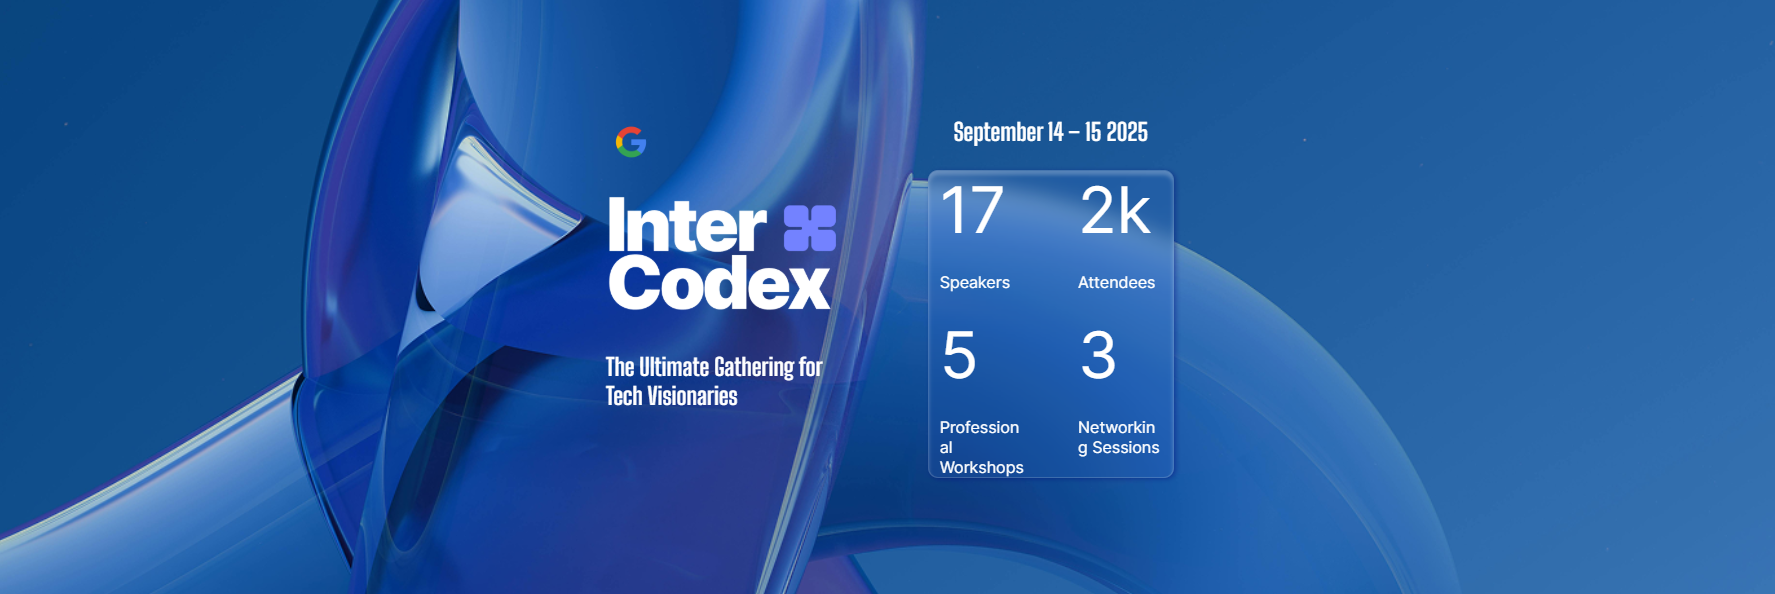 Inter
Codex
The Ultimate Gathering for
Tech Visionaries
September 14 – 15 2025
17
Speakers
2k
Attendees
5
Profession
al
Workshops
3
Networkin
g Sessions